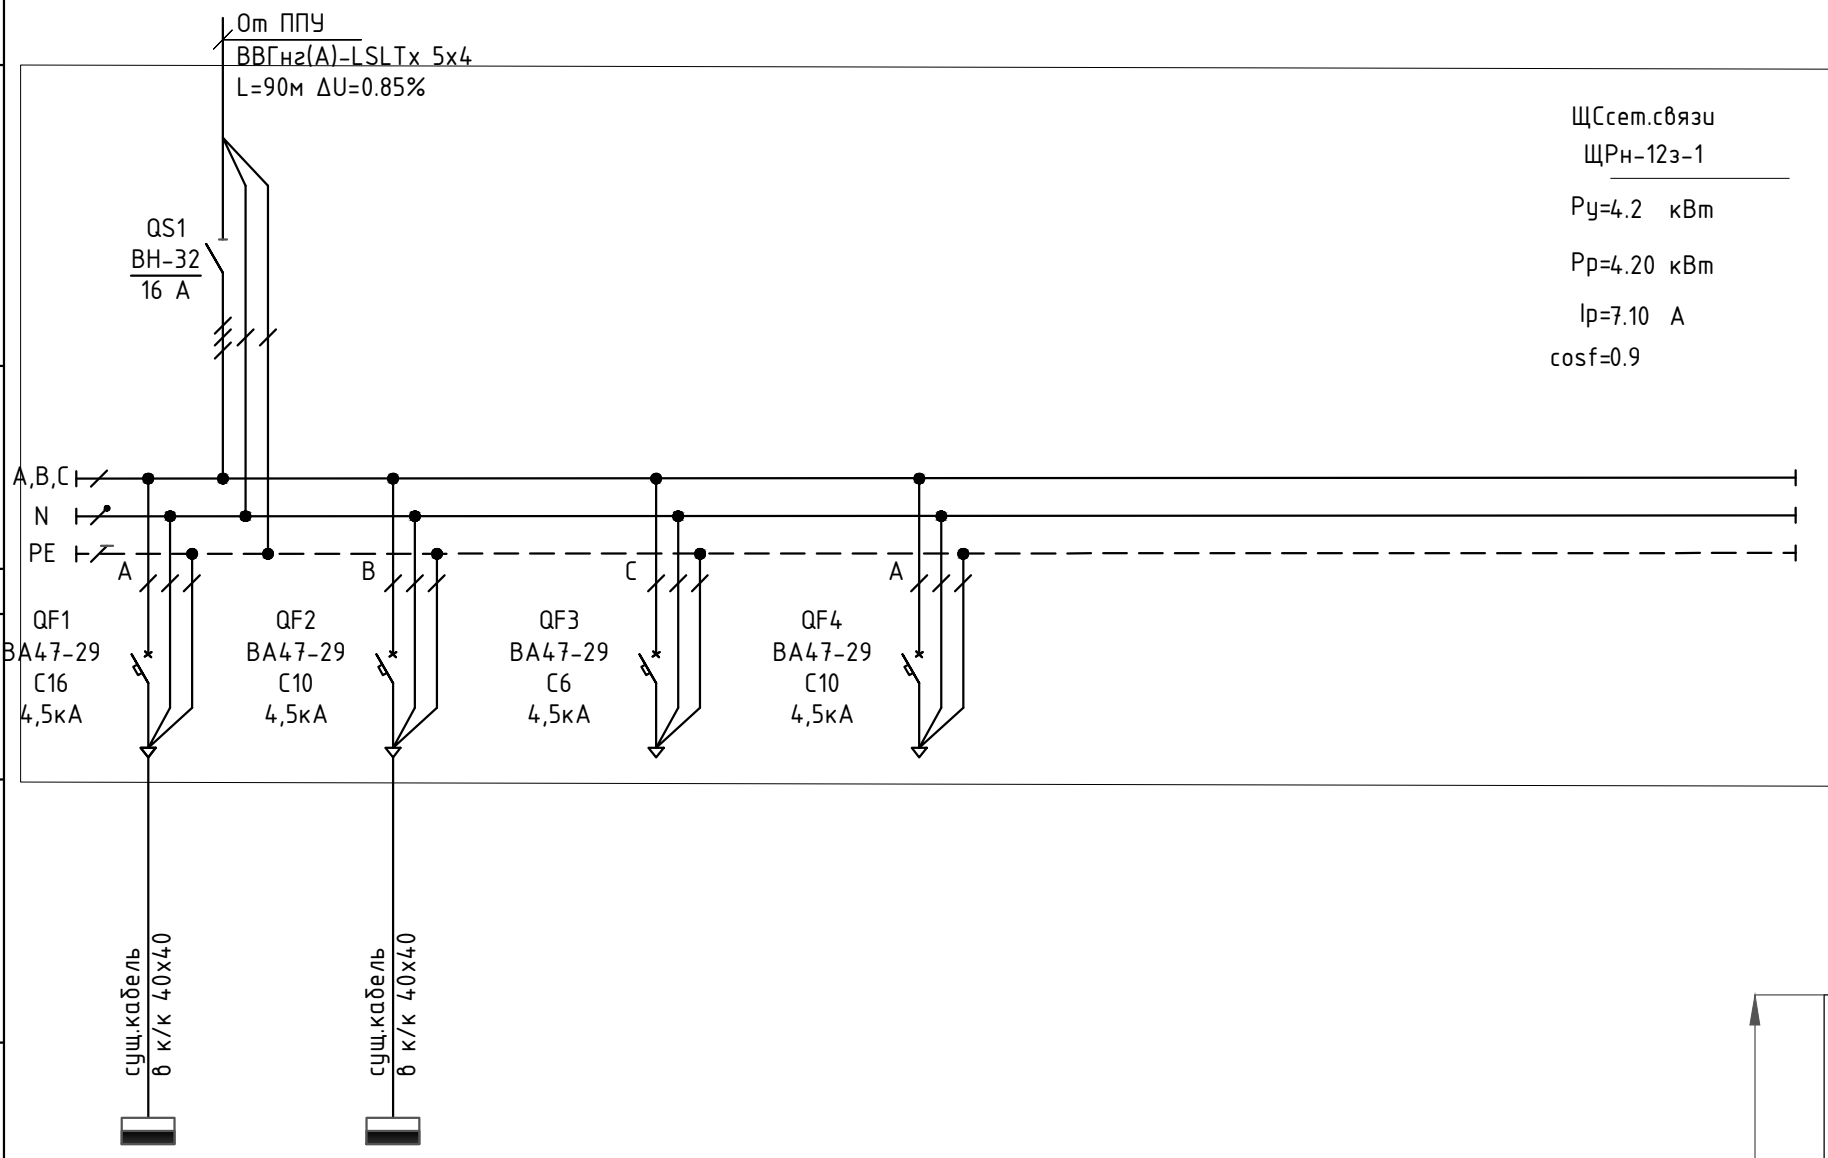 От ППУ
ВВГнг(А)-LSLTx 5х4
L=90м ΔU=0.85%
ЩСсет.связи
ЩРн-12з-1
Ру=4.2 кВт
Рр=4.20 кВт
Iр=7.10 А
cosf=0.9
QS1
ВН-32
16 А
А,В,С
N
PE
А
В
С
А
QF1
ВА47-29
С16
4,5кА
QF2
ВА47-29
С10
4,5кА
QF3
ВА47-29
С6
4,5кА
QF4
ВА47-29
С10
4,5кА
сущ.кабель
в к/к 40х40
сущ.кабель
в к/к 40х40